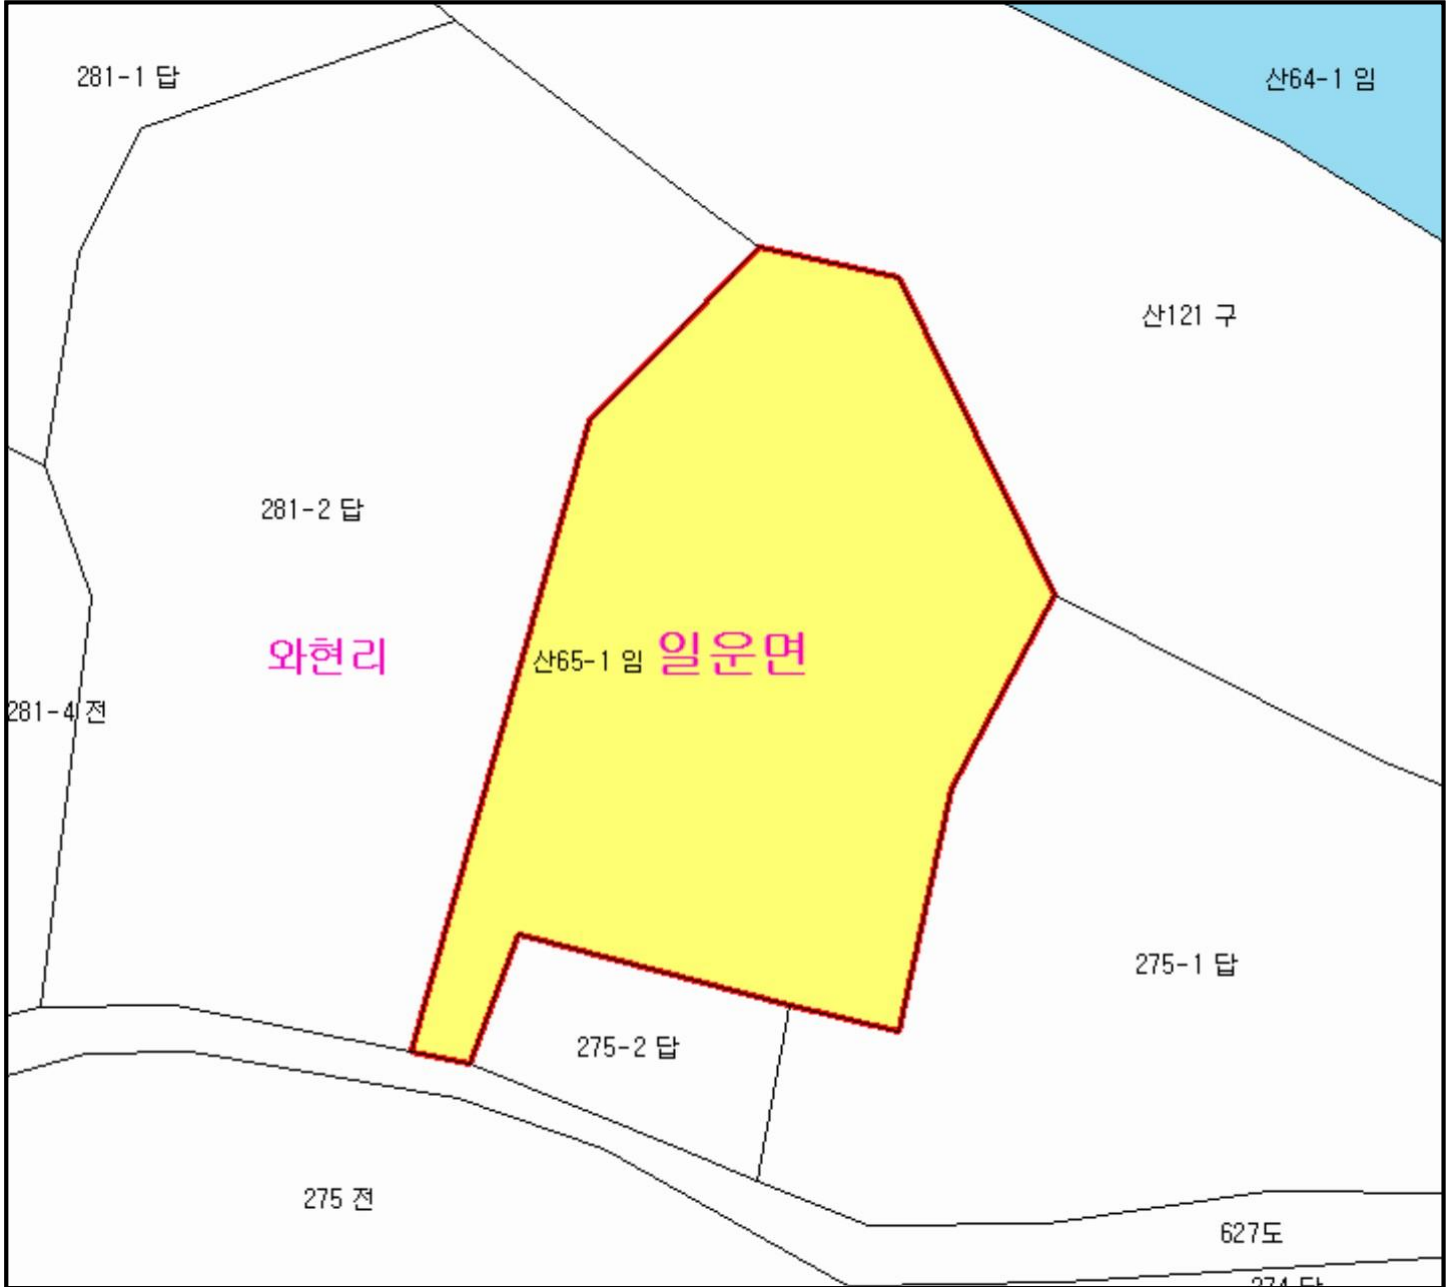 281-1 답
산64-1 임
산121 구
281-2 답
와현리
산65-1 임
일운면
281-4 전
275-1 답
275-2 답
275 전
627도
274 답